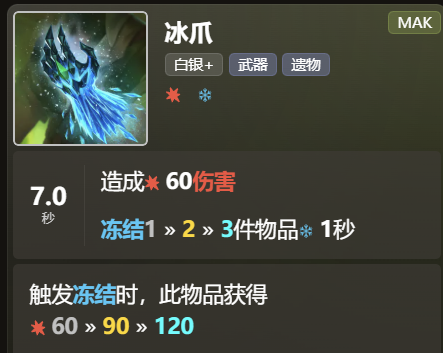 冰爪
MAK
白银+ 武器 遗物
7.0
秒
造成60伤害
冻结1 » 2 » 3件物品 1秒
触发冻结时，此物品获得
60 » 90 » 120